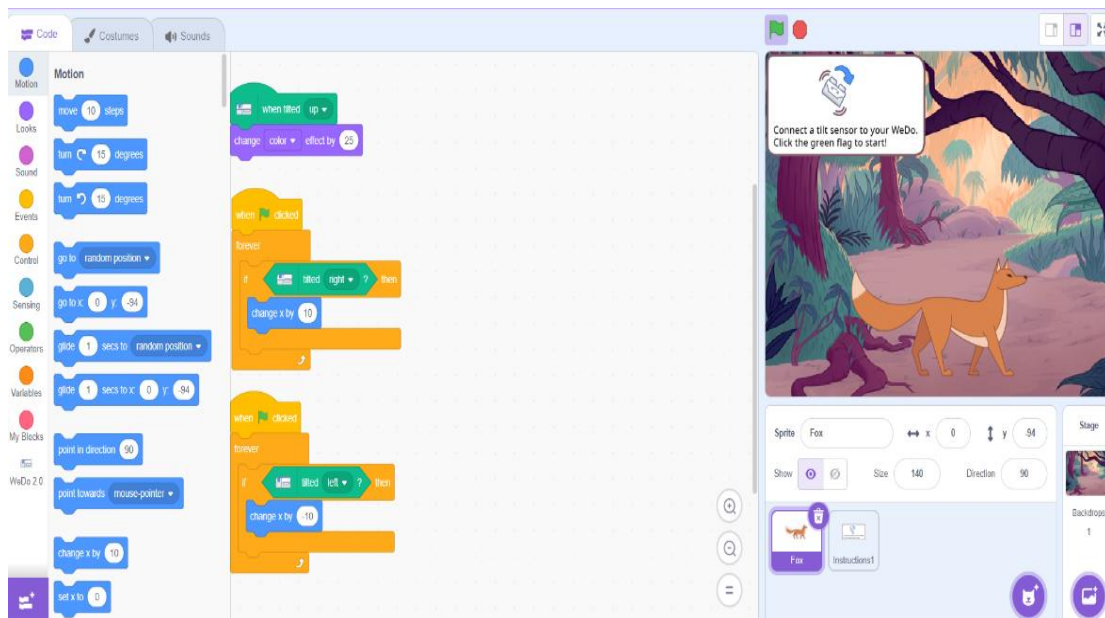 Code
Costumes
Sounds
Motion
Looks
Sound
Events
Control
Sensing
Operators
Variables
My Blocks
WeDo 2.0
Motion
move 10 steps
turn 15 degrees
turn 15 degrees
go to random position
go to x: 0 y: -94
glide 1 secs to random position
glide 1 secs to x: 0 y: -94
point in direction 90
point towards mouse-pointer
change x by 10
set x to 0
when tilted up
change color effect by 25
when clicked
forever
if tilted right ? then
change x by 10
when clicked
forever
if tilted left ? then
change x by -10
Connect a tilt sensor to your WeDo.
Click the green flag to start!
Sprite Fox x 0 y -94
Show Size 140 Direction 90
Fox
Instructions1
Stage
Backdrops
1